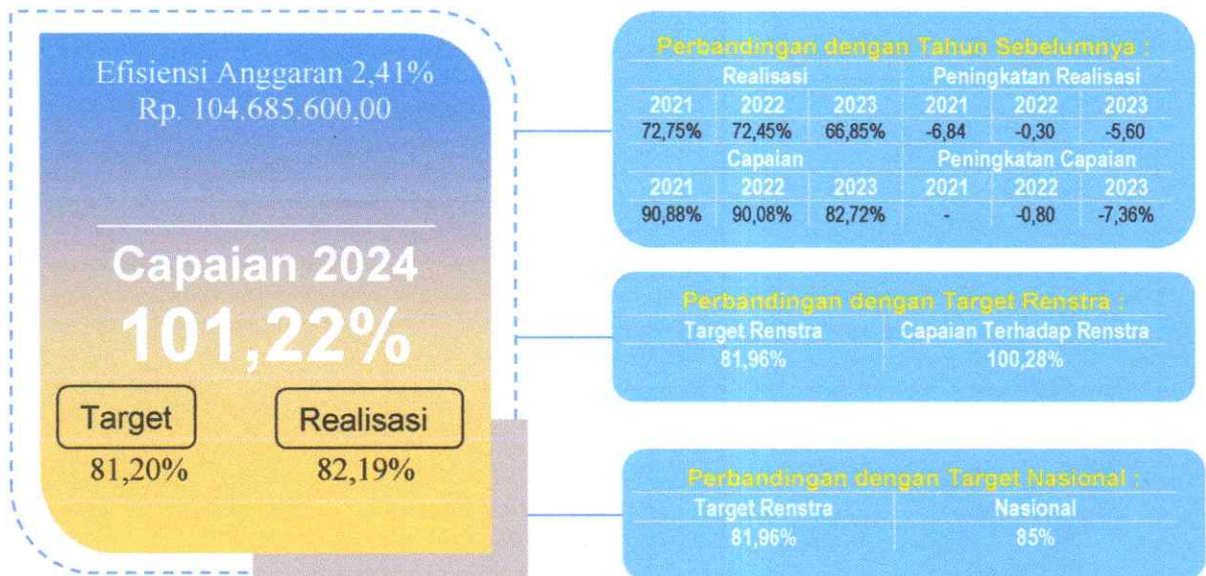 Efisiensi Anggaran 2,41%
Rp. 104.685.600,00
Capaian 2024
101,22%
Target Realisasi
81,20% 82,19%
Perbandingan dengan Tahun Sebelumnya :
Realisasi Peningkatan Realisasi
2021 2022 2023 2021 2022 2023
72,75% 72,45% 66,85% -6,84 -0,30 -5,60
Capaian Peningkatan Capaian
2021 2022 2023 2021 2022 2023
90,88% 90,08% 82,72% - -0,80 -7,36%
Perbandingan dengan Target Renstra :
Target Renstra Capaian Terhadap Renstra
81,96% 100,28%
Perbandingan dengan Target Nasional :
Target Renstra Nasional
81,96% 85%